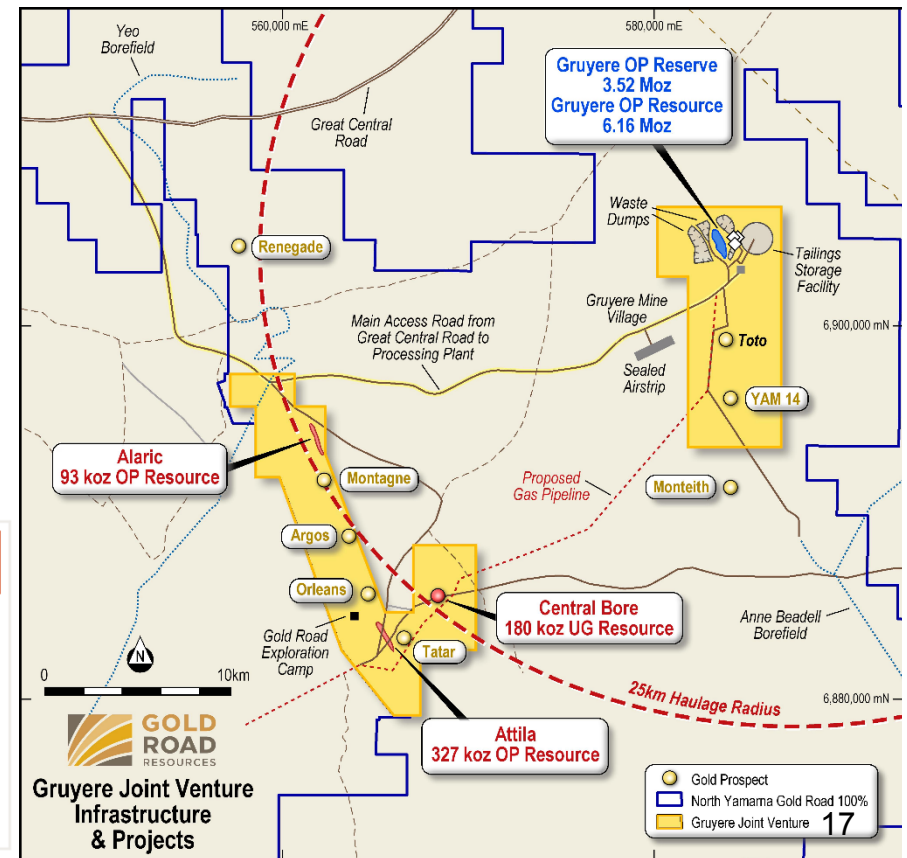 560,000 mE
580,000 mE
Yeo
Borefield
Great Central
Road
Gruyere OP Reserve
3.52 Moz
Gruyere OP Resource
6.16 Moz
Waste
Dumps
Tailings
Storage
Facility
Renegade
Gruyere Mine
Village
Main Access Road from
Great Central Road to
Processing Plant
6,900,000 mN
Toto
Sealed
Airstrip
YAM 14
Alaric
93 koz OP Resource
Montagne
Proposed
Gas Pipeline
Monteith
Argos
Orleans
Central Bore
180 koz UG Resource
Anne Beadell
Borefield
Gold Road
Exploration
Camp
Tatar
N
0
10km
25km Haulage Radius
6,880,000 mN
Attila
327 koz OP Resource
GOLD
ROAD
RESOURCES
Gruyere Joint Venture
Infrastructure
& Projects
Gold Prospect
North Yamarna Gold Road 100%
Gruyere Joint Venture
17